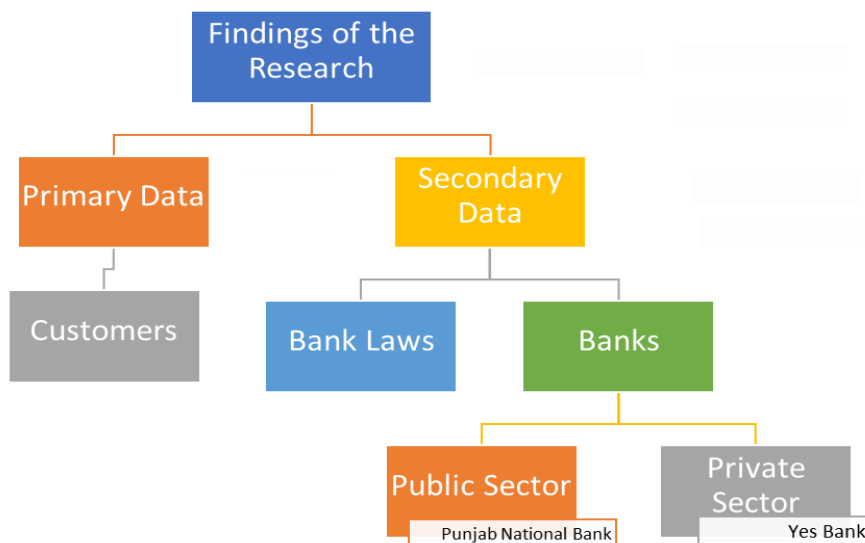 Findings of the
Research
Primary Data
Secondary
Data
Customers
Bank Laws
Banks
Public Sector
Punjab National Bank
Private
Sector
Yes Bank